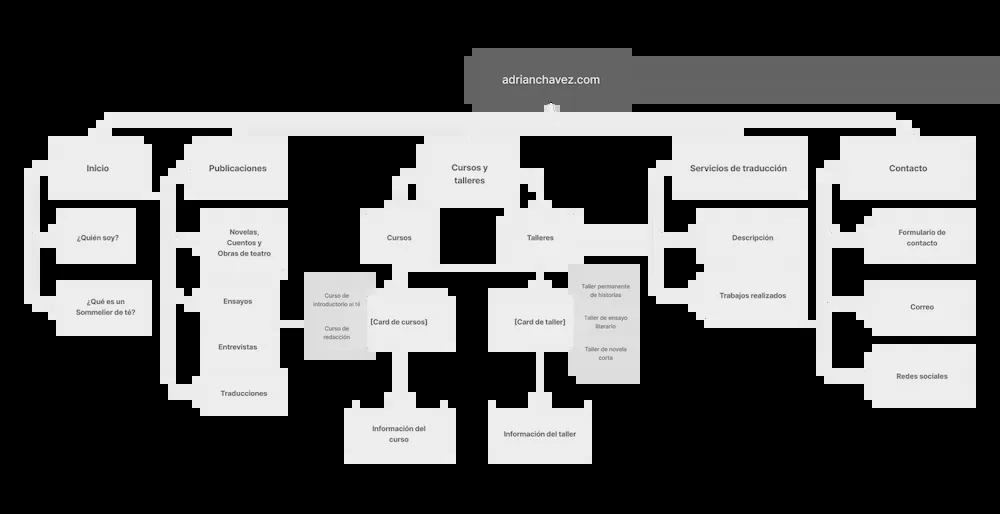 adrianchavez.com
Inicio
Publicaciones
Cursos y
talleres
Servicios de traducción
Contacto
¿Quién soy?
Novelas,
Cuentos y
Obras de teatro
Cursos
Talleres
Descripción
Formulario de
contacto
¿Qué es un
Sommelier de té?
Ensayos
Curso de
introductorio al té
Curso de
redacción
[Card de cursos]
[Card de taller]
Taller permanente
de historias
Taller de ensayo
literario
Taller de novela
corta
Trabajos realizados
Correo
Entrevistas
Traducciones
Redes sociales
Información del
curso
Información del taller